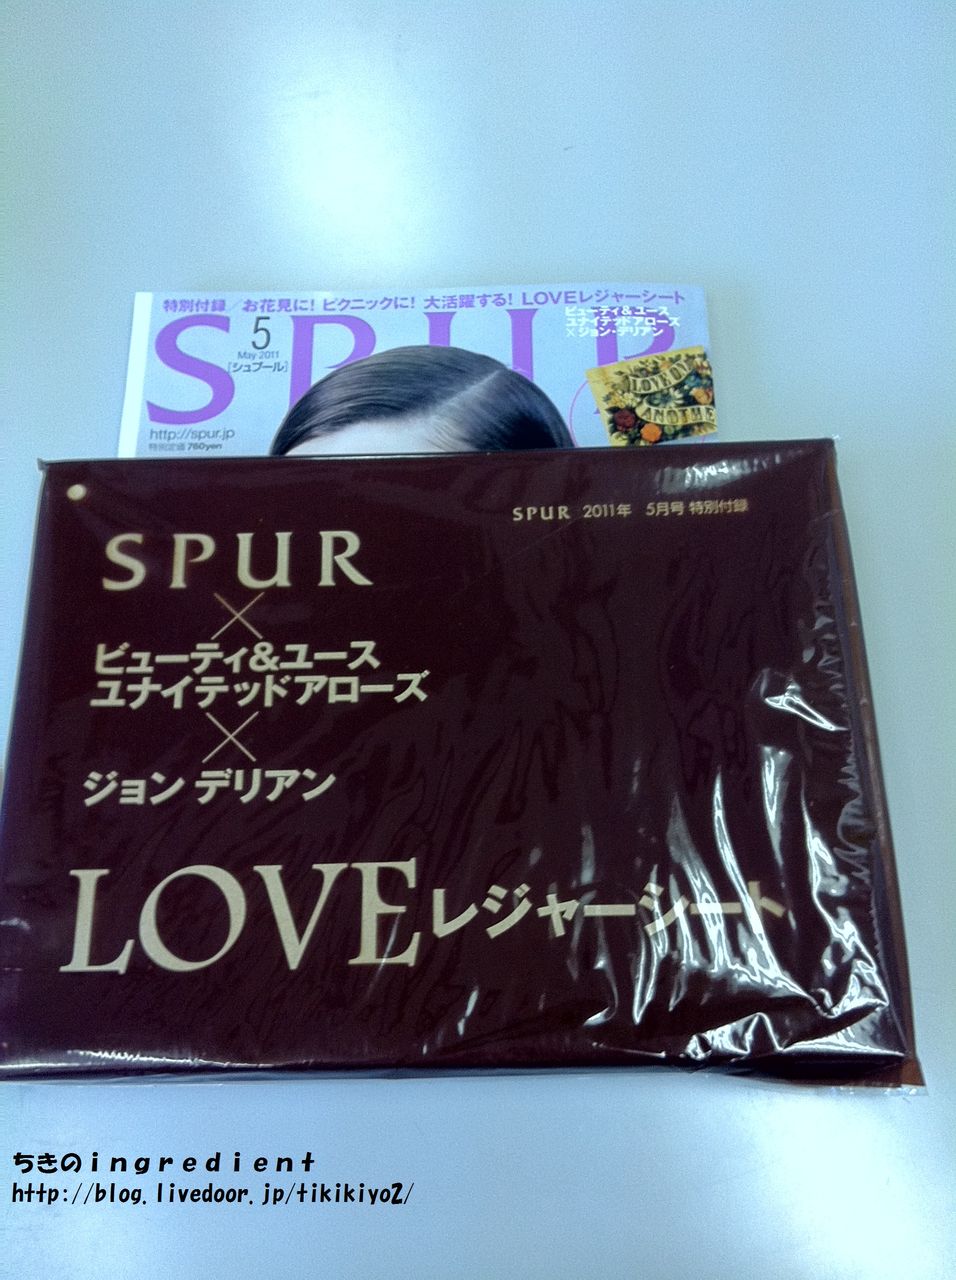 特別付録/お花見に!ピクニックに!大活躍する!LOVEレジャーシート
ビューティ&ユース
ユナイテッドアローズ
×ジョン・デリアン
SPUR
5
May 2011
[シュプール]
LOVE ONE
ANOTHE
http://spur.jp
特別定価760yen
SPUR 2011年 5月号 特別付録
SPUR
×
ビューティ&ユース
ユナイテッドアローズ
×
ジョン デリアン
LOVEレジャーシート
ちきのingredient
http://blog.livedoor.jp/tikikiyo2/